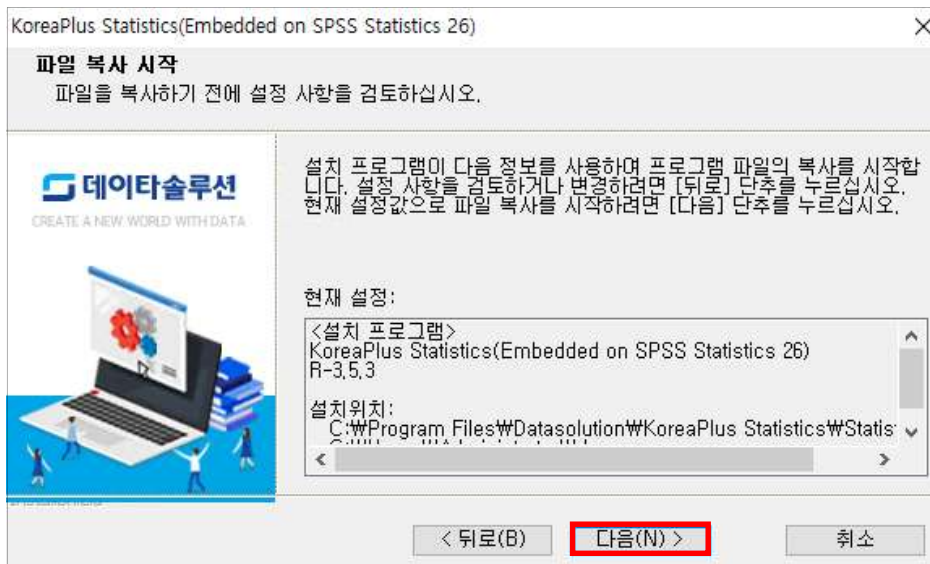 KoreaPlus Statistics(Embedded on SPSS Statistics 26)
파일 복사 시작
파일을 복사하기 전에 설정 사항을 검토하십시오.
데이타솔루션
CREATE A NEW WORLD WITH DATA
설치 프로그램이 다음 정보를 사용하며 프로그램 파일의 복사를 시작합
니다. 설정 사항을 검토하거나 변경하려면 [뒤로] 단추를 누르십시오.
현재 설정값으로 파일 복사를 시작하려면 [다음] 단추를 누르십시오.
현재 설정:
<설치 프로그램>
KoreaPlus Statistics(Embedded on SPSS Statistics 26)
R-3.5.3
설치위치:
C:₩Program Files₩Datasolution₩KoreaPlus Statistics₩Statis
< 뒤로(B)
다음(N) >
취소